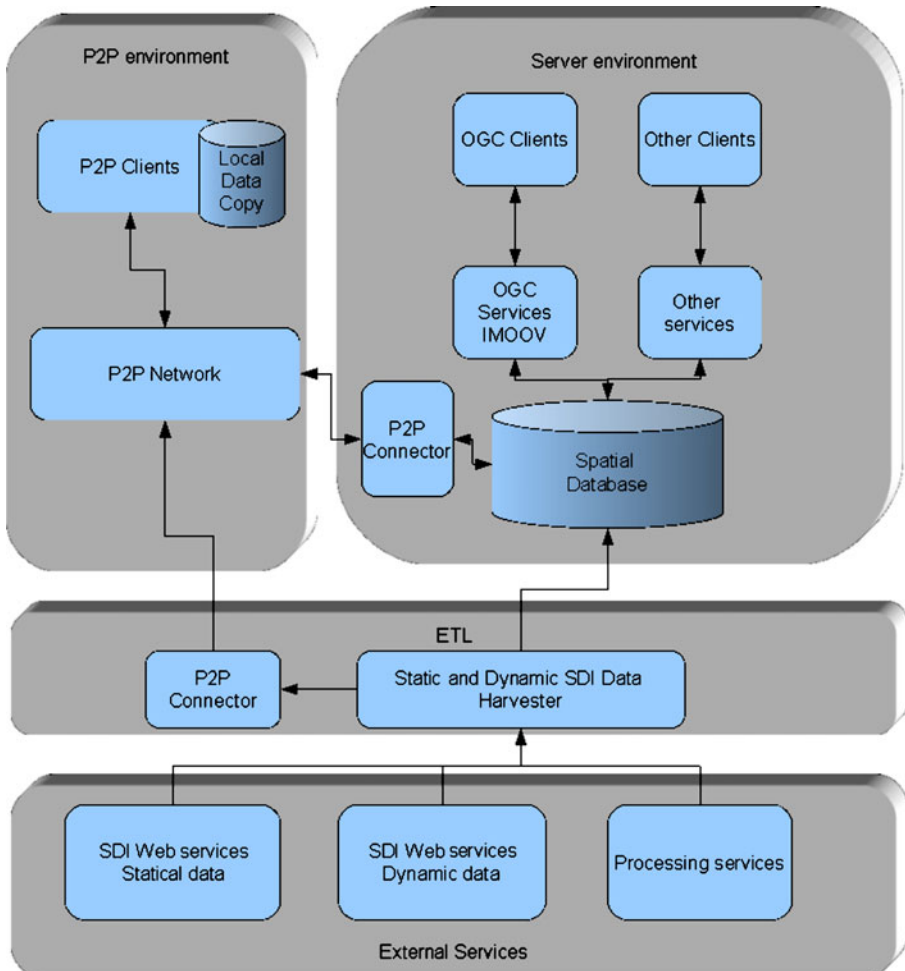 P2P environment
Server environment
P2P Clients
Local
Data
Copy
OGC Clients
Other Clients
OGC
Services
IMOOV
Other
services
P2P Network
P2P
Connector
Spatial
Database
ETL
P2P
Connector
Static and Dynamic SDI Data
Harvester
SDI Web services
Statical data
SDI Web services
Dynamic data
Processing services
External Services